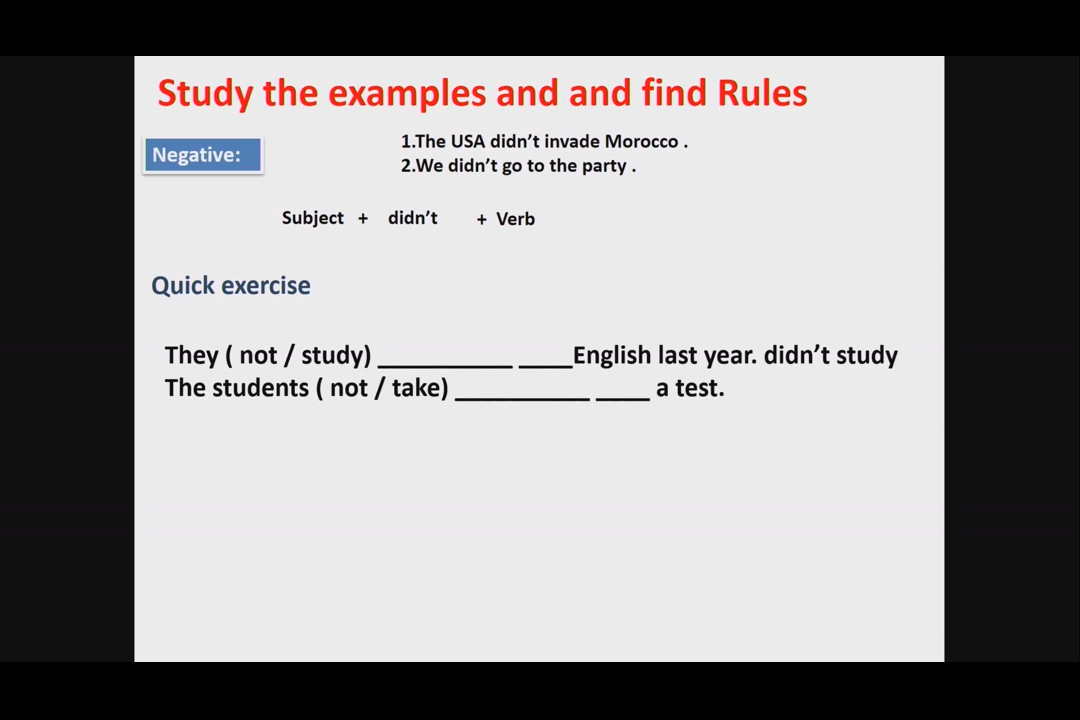 Study the examples and and find Rules
Negative:
1.The USA didn't invade Morocco .
2.We didn't go to the party .
Subject + didn't + Verb
Quick exercise
They ( not / study) __________ ____English last year. didn't study
The students ( not / take) __________ ____ a test.